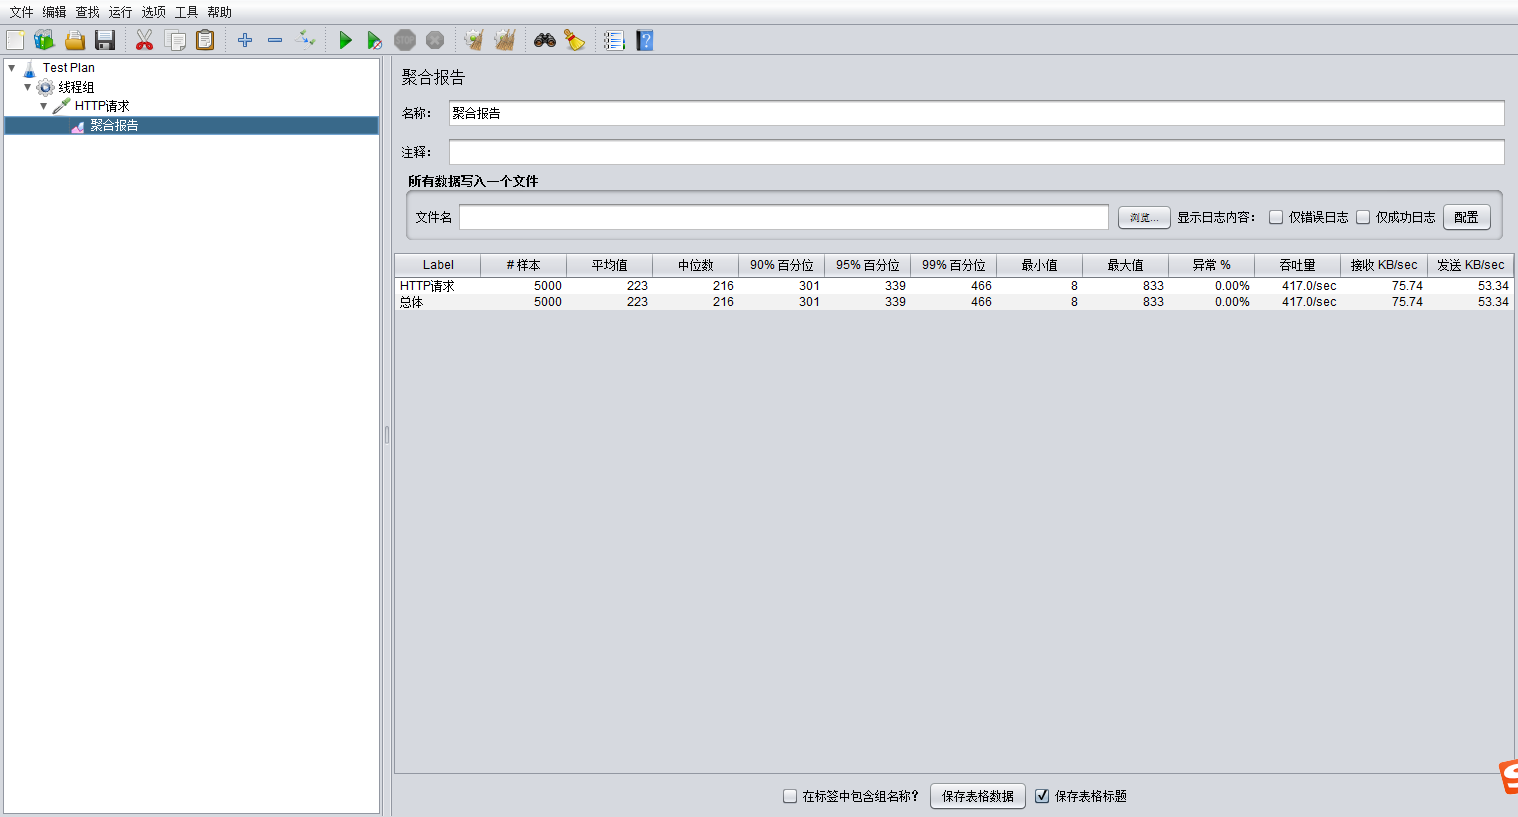 文件 编辑 查找 运行 选项 工具 帮助
STOP
Test Plan
线程组
HTTP请求
聚合报告
聚合报告
名称： 聚合报告
注释：
所有数据写入一个文件
文件名 浏览... 显示日志内容： 仅错误日志 仅成功日志 配置
Label # 样本 平均值 中位数 90% 百分位 95% 百分位 99% 百分位 最小值 最大值 异常 % 吞吐量 接收 KB/sec 发送 KB/sec
HTTP请求 5000 223 216 301 339 466 8 833 0.00% 417.0/sec 75.74 53.34
总体 5000 223 216 301 339 466 8 833 0.00% 417.0/sec 75.74 53.34
在标签中包含组名称? 保存表格数据 保存表格标题